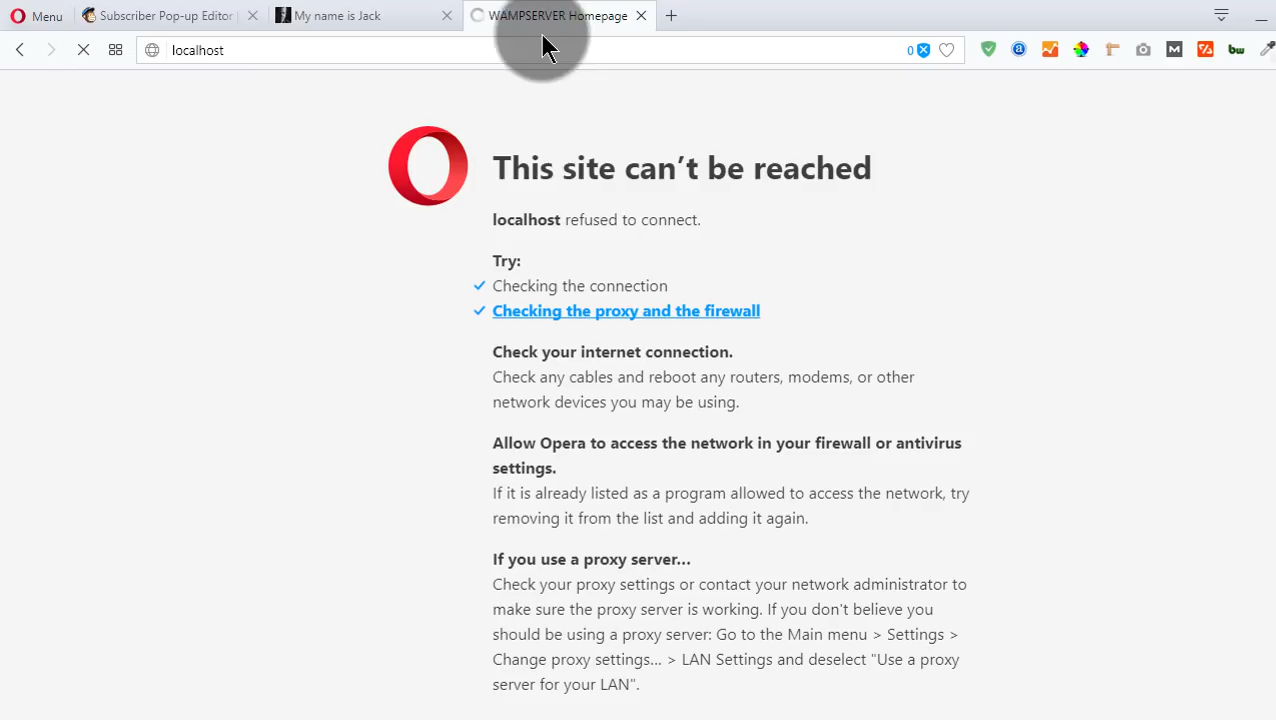 Menu
Subscriber Pop-up Editor
My name is Jack
WAMPSERVER Homepage
localhost
0
a
M
bw
This site can’t be reached
localhost refused to connect.
Try:
Checking the connection
Checking the proxy and the firewall
Check your internet connection.
Check any cables and reboot any routers, modems, or other
network devices you may be using.
Allow Opera to access the network in your firewall or antivirus
settings.
If it is already listed as a program allowed to access the network, try
removing it from the list and adding it again.
If you use a proxy server…
Check your proxy settings or contact your network administrator to
make sure the proxy server is working. If you don't believe you
should be using a proxy server: Go to the Main menu > Settings >
Change proxy settings… > LAN Settings and deselect "Use a proxy
server for your LAN".